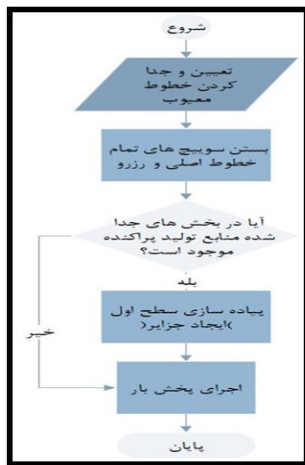 شروع
تعیین و جدا
کردن خطوط
معیوب
بستن سوییچ های تمام
خطوط اصلی و رزرو
آیا در بخش های جدا
شده منابع تولید پراکنده
موجود است؟
بله
پیاده سازی سطح اول
)ایجاد جزایر(
خیر
اجرای پخش بار
پایان